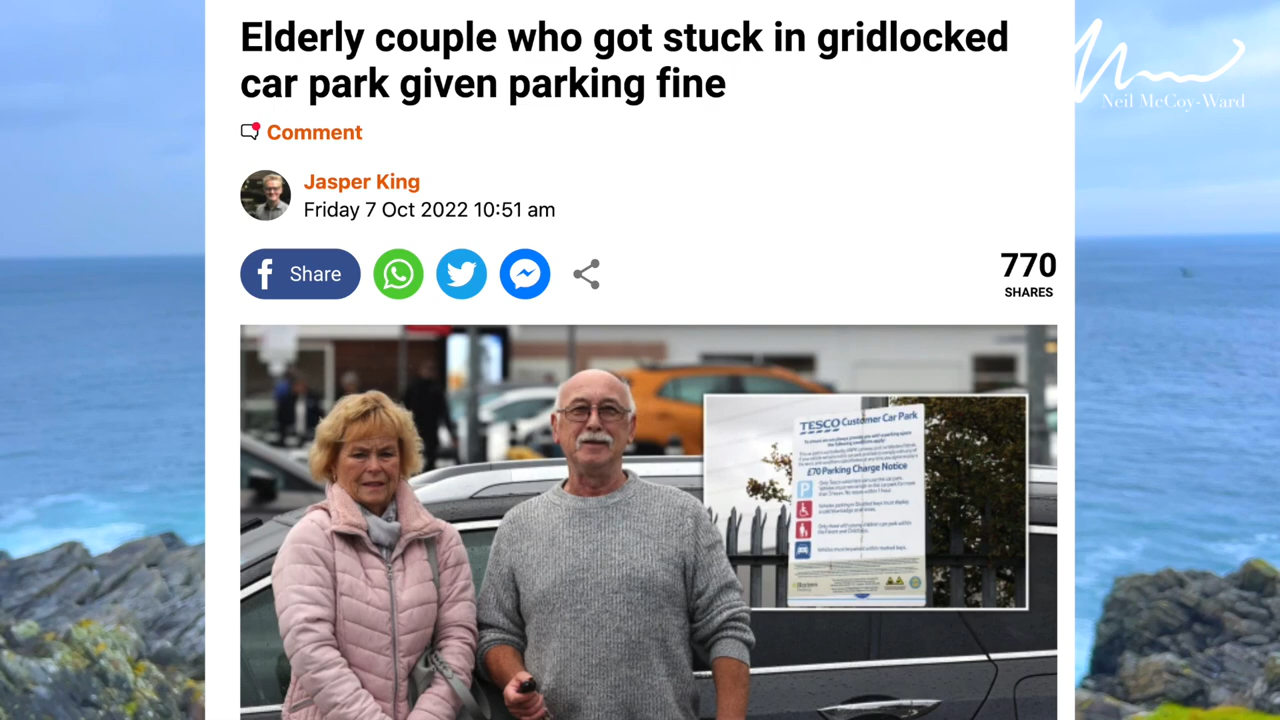 Elderly couple who got stuck in gridlocked
car park given parking fine
Neil McCoy-Ward
Comment
Jasper King
Friday 7 Oct 2022 10:51 am
Share
770
SHARES
TESCO Customer Car Park
£70 Parking Charge Notice